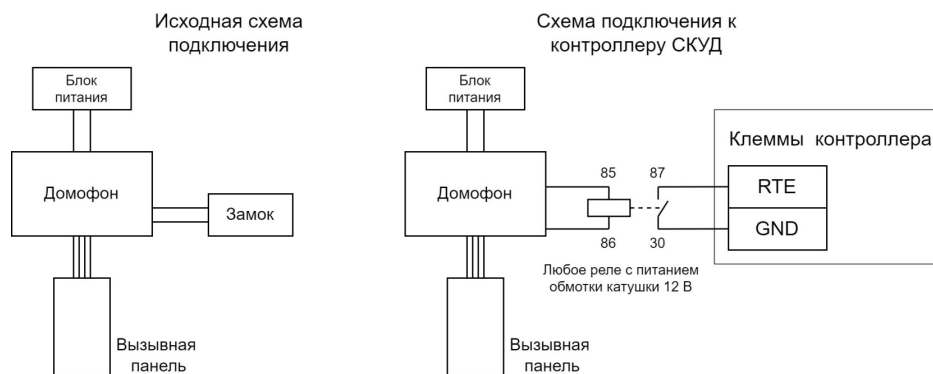 Исходная схема
подключения
Блок
питания
Домофон
Замок
Вызывная
панель
Схема подключения к
контроллеру СКУД
Блок
питания
Домофон
85
87
86
30
Любое реле с питанием
обмотки катушки 12 В
Клеммы контроллера
RTE
GND
Вызывная
панель